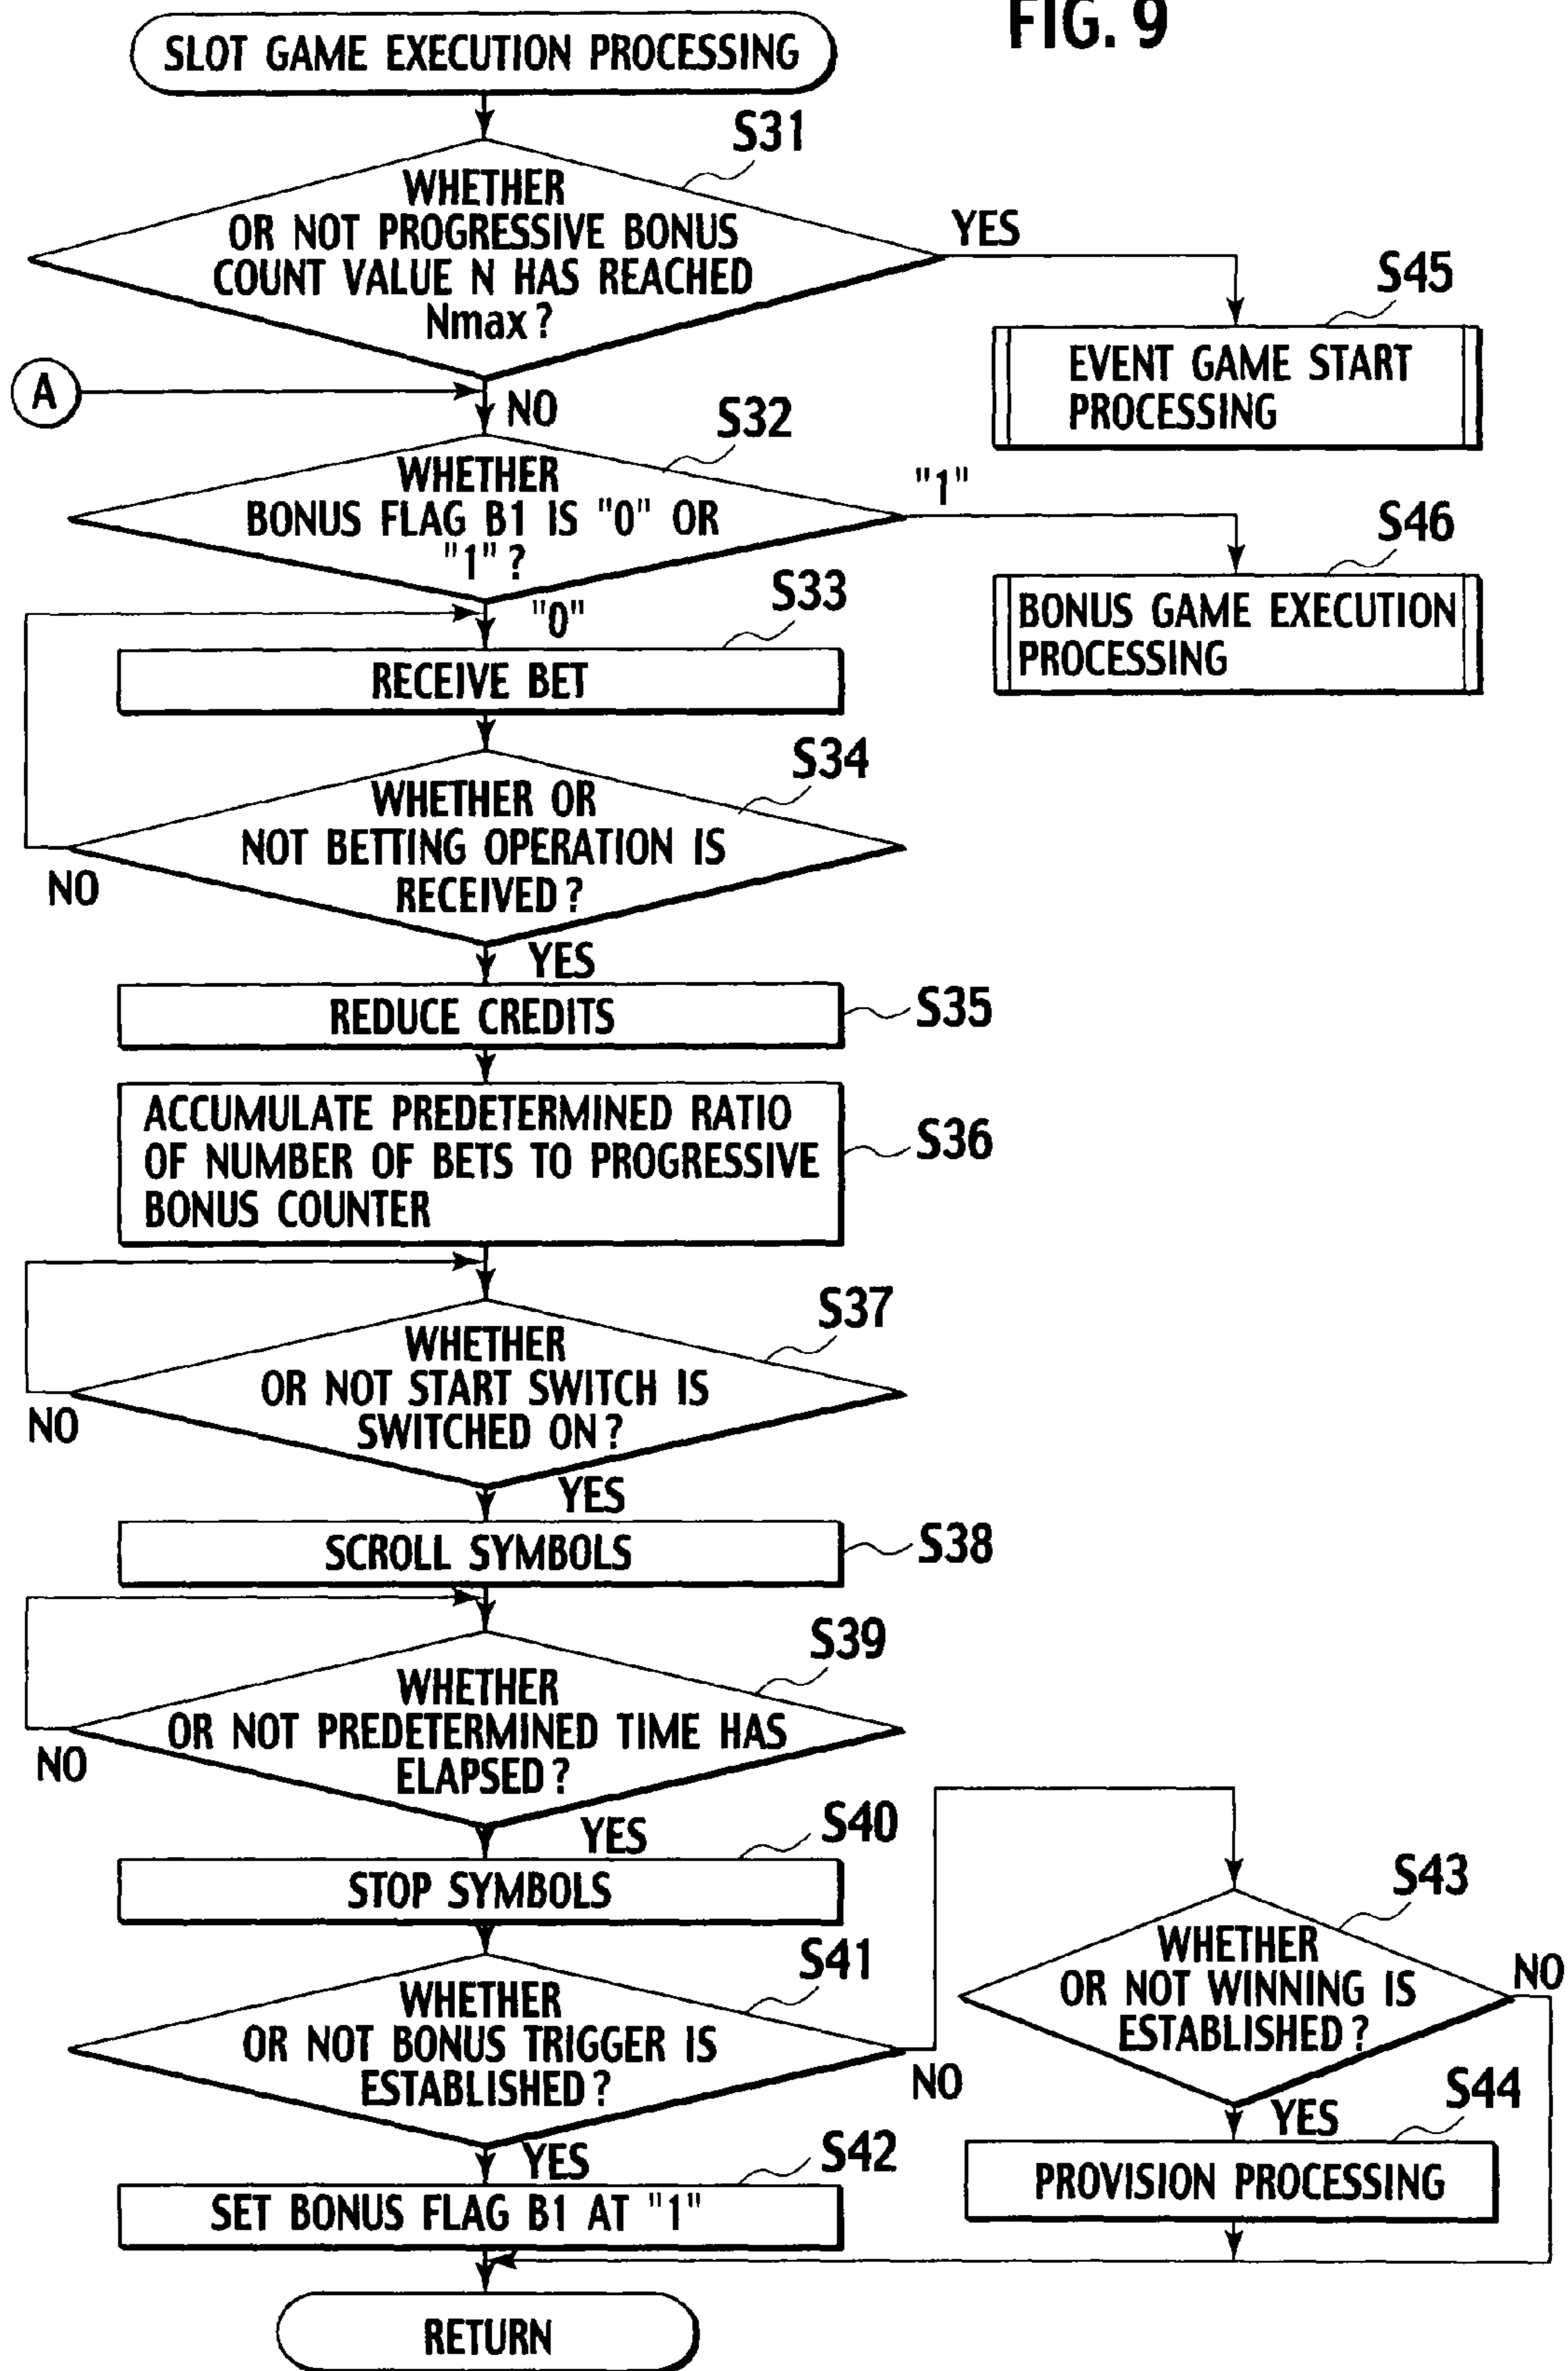 FIG. 9
SLOT GAME EXECUTION PROCESSING
S31
WHETHER
OR NOT PROGRESSIVE BONUS
COUNT VALUE N HAS REACHED
Nmax?
YES
S45
EVENT GAME START
PROCESSING
A
NO
S32
WHETHER
BONUS FLAG B1 IS "0" OR
"1"?
"1"
S46
BONUS GAME EXECUTION
PROCESSING
"0"
S33
RECEIVE BET
S34
WHETHER OR
NOT BETTING OPERATION IS
RECEIVED?
NO
YES
REDUCE CREDITS
S35
ACCUMULATE PREDETERMINED RATIO
OF NUMBER OF BETS TO PROGRESSIVE
BONUS COUNTER
S36
S37
WHETHER
OR NOT START SWITCH IS
SWITCHED ON?
NO
YES
SCROLL SYMBOLS
S38
S39
WHETHER
OR NOT PREDETERMINED TIME HAS
ELAPSED?
NO
YES
S40
STOP SYMBOLS
S41
WHETHER
OR NOT BONUS TRIGGER IS
ESTABLISHED?
NO
YES
S42
SET BONUS FLAG B1 AT "1"
S43
WHETHER
OR NOT WINNING IS
ESTABLISHED?
NO
YES
S44
PROVISION PROCESSING
RETURN